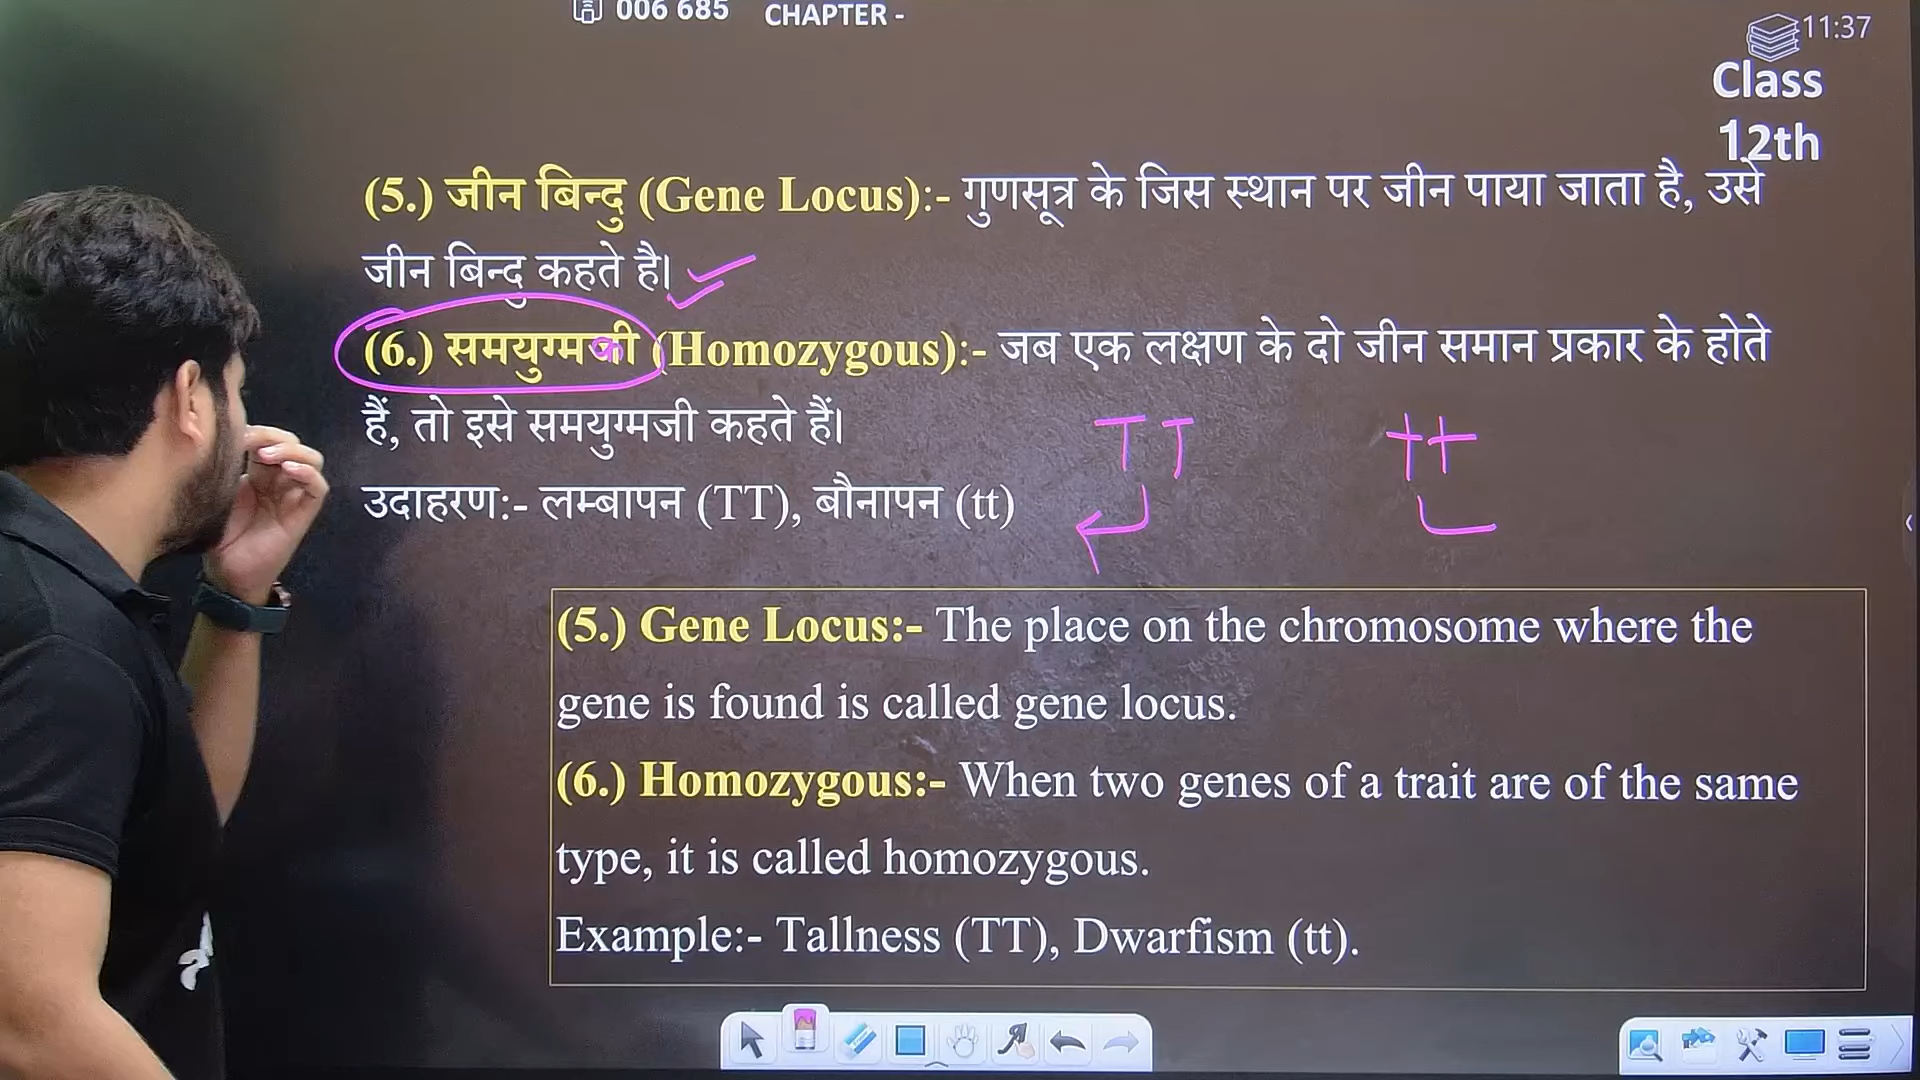 006 685 CHAPTER -
11:37
Class
12th
(5.) जीन बिन्दु (Gene Locus):- गुणसूत्र के जिस स्थान पर जीन पाया जाता है, उसे
जीन बिन्दु कहते है।
(6.) समयुग्मजी (Homozygous):- जब एक लक्षण के दो जीन समान प्रकार के होते
हैं, तो इसे समयुग्मजी कहते हैं।
TT tt
उदाहरण:- लम्बापन (TT), बौनापन (tt)
(5.) Gene Locus:- The place on the chromosome where the
gene is found is called gene locus.
(6.) Homozygous:- When two genes of a trait are of the same
type, it is called homozygous.
Example:- Tallness (TT), Dwarfism (tt).